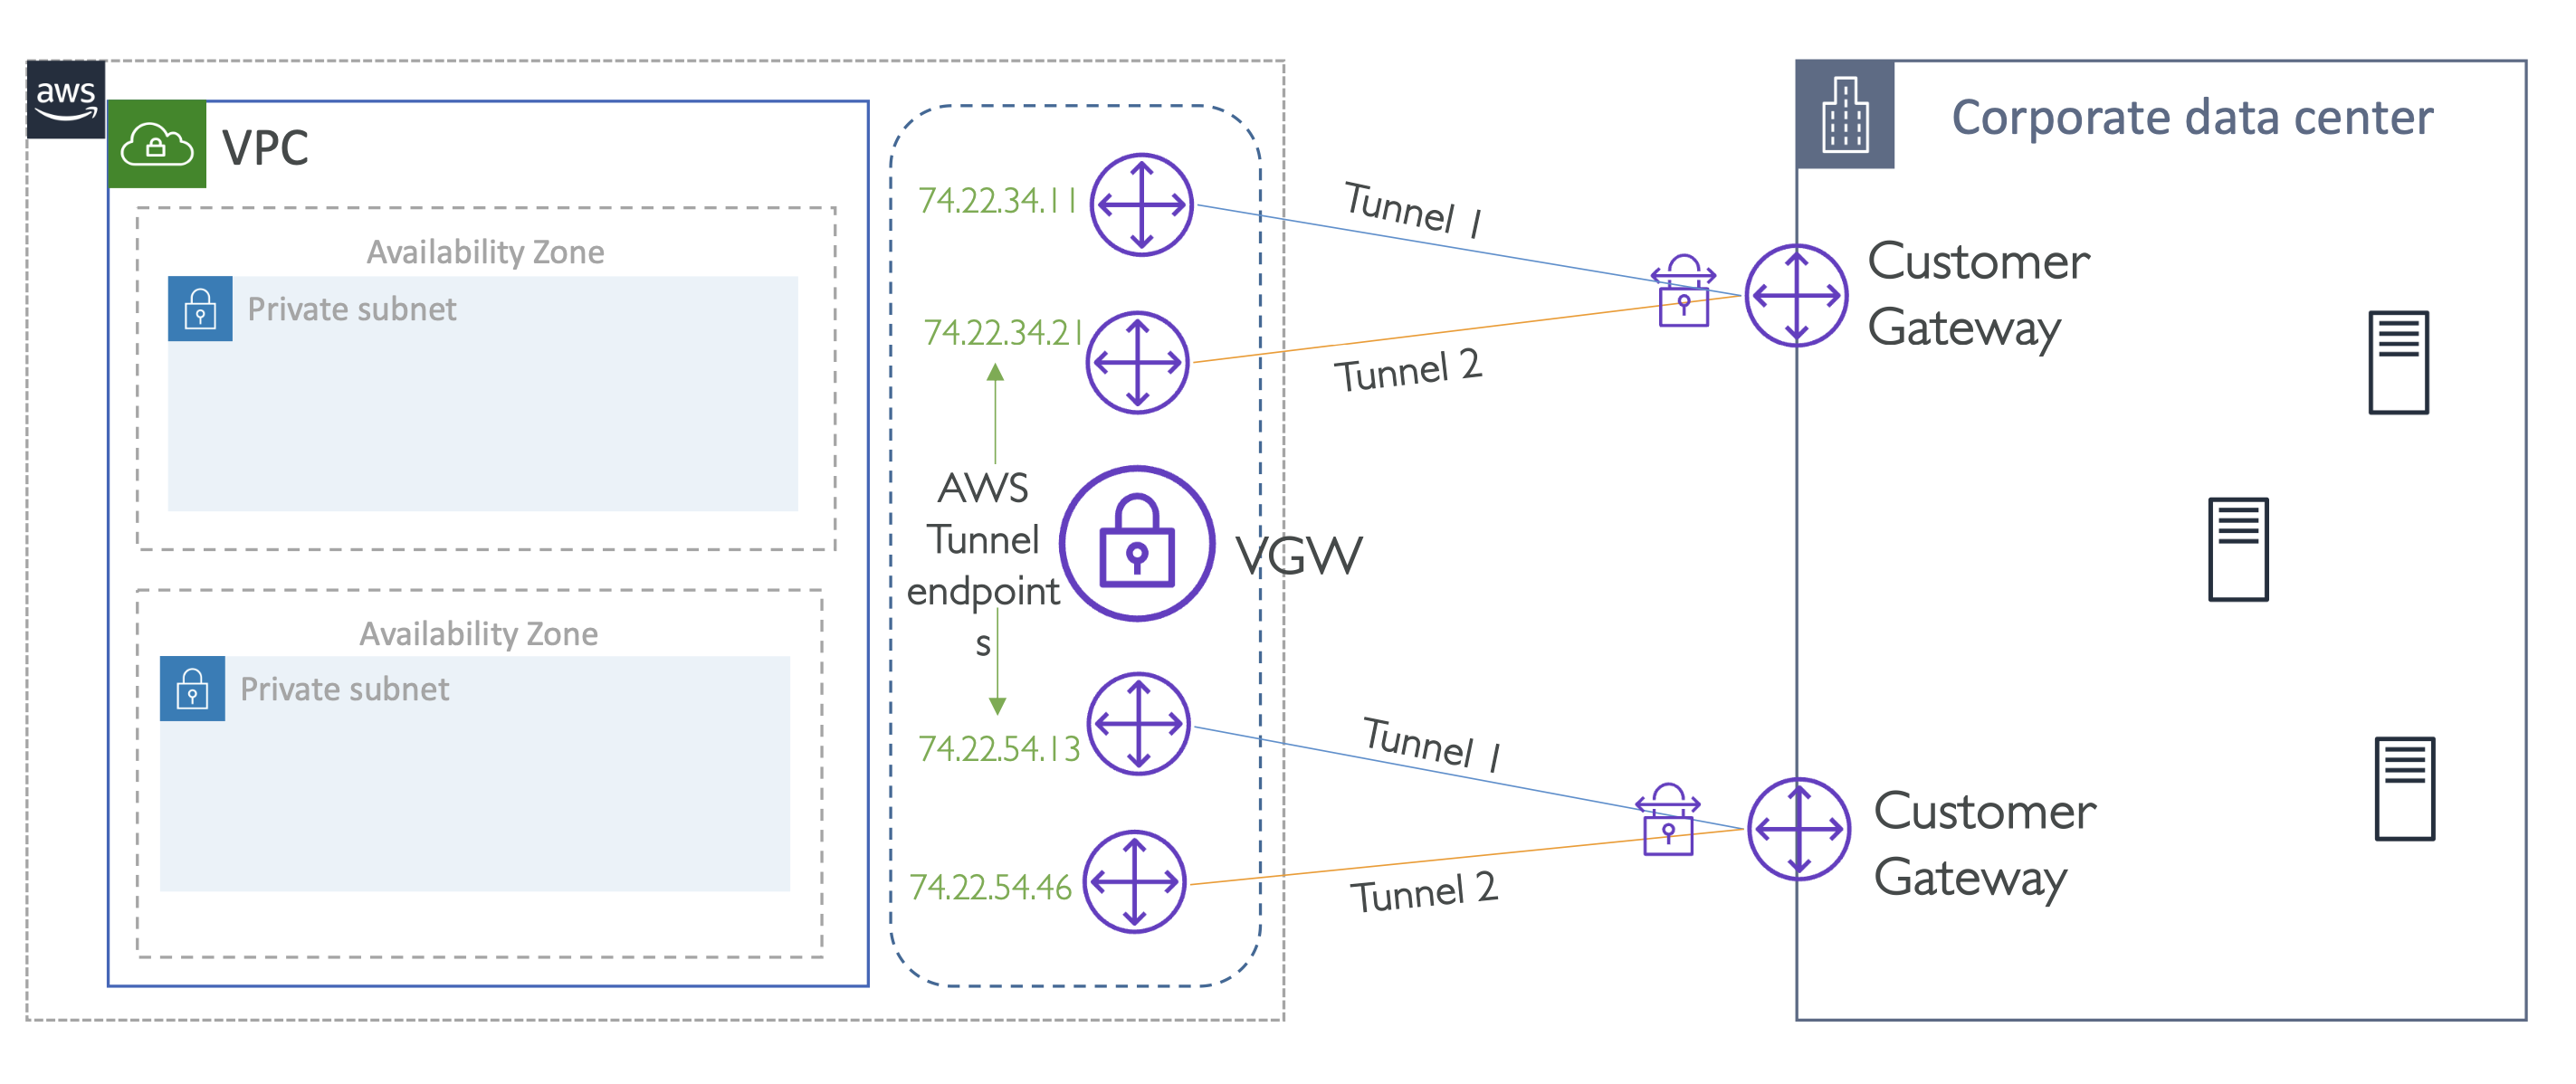 aws
VPC
Availability Zone
Private subnet
Availability Zone
Private subnet
74.22.34.11
74.22.34.21
AWS
Tunnel
endpoint
s
VGW
74.22.54.13
74.22.54.46
Tunnel 1
Tunnel 2
Tunnel 1
Tunnel 2
Corporate data center
Customer
Gateway
Customer
Gateway